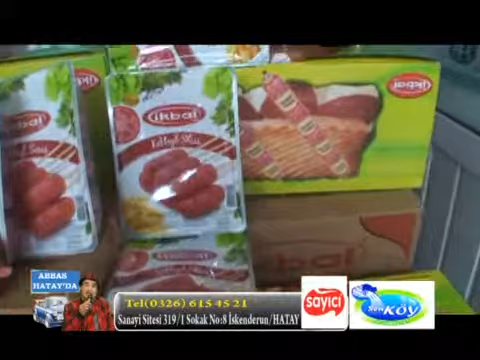 ikbal
ikbal
ikbal
ikbal
ABBAS
HATAY'DA
Tel(0326) 615 45 21
Sanayi Sitesi 319/1 Sokak No:8 İskenderun/HATAY
sayıcı
KÖY